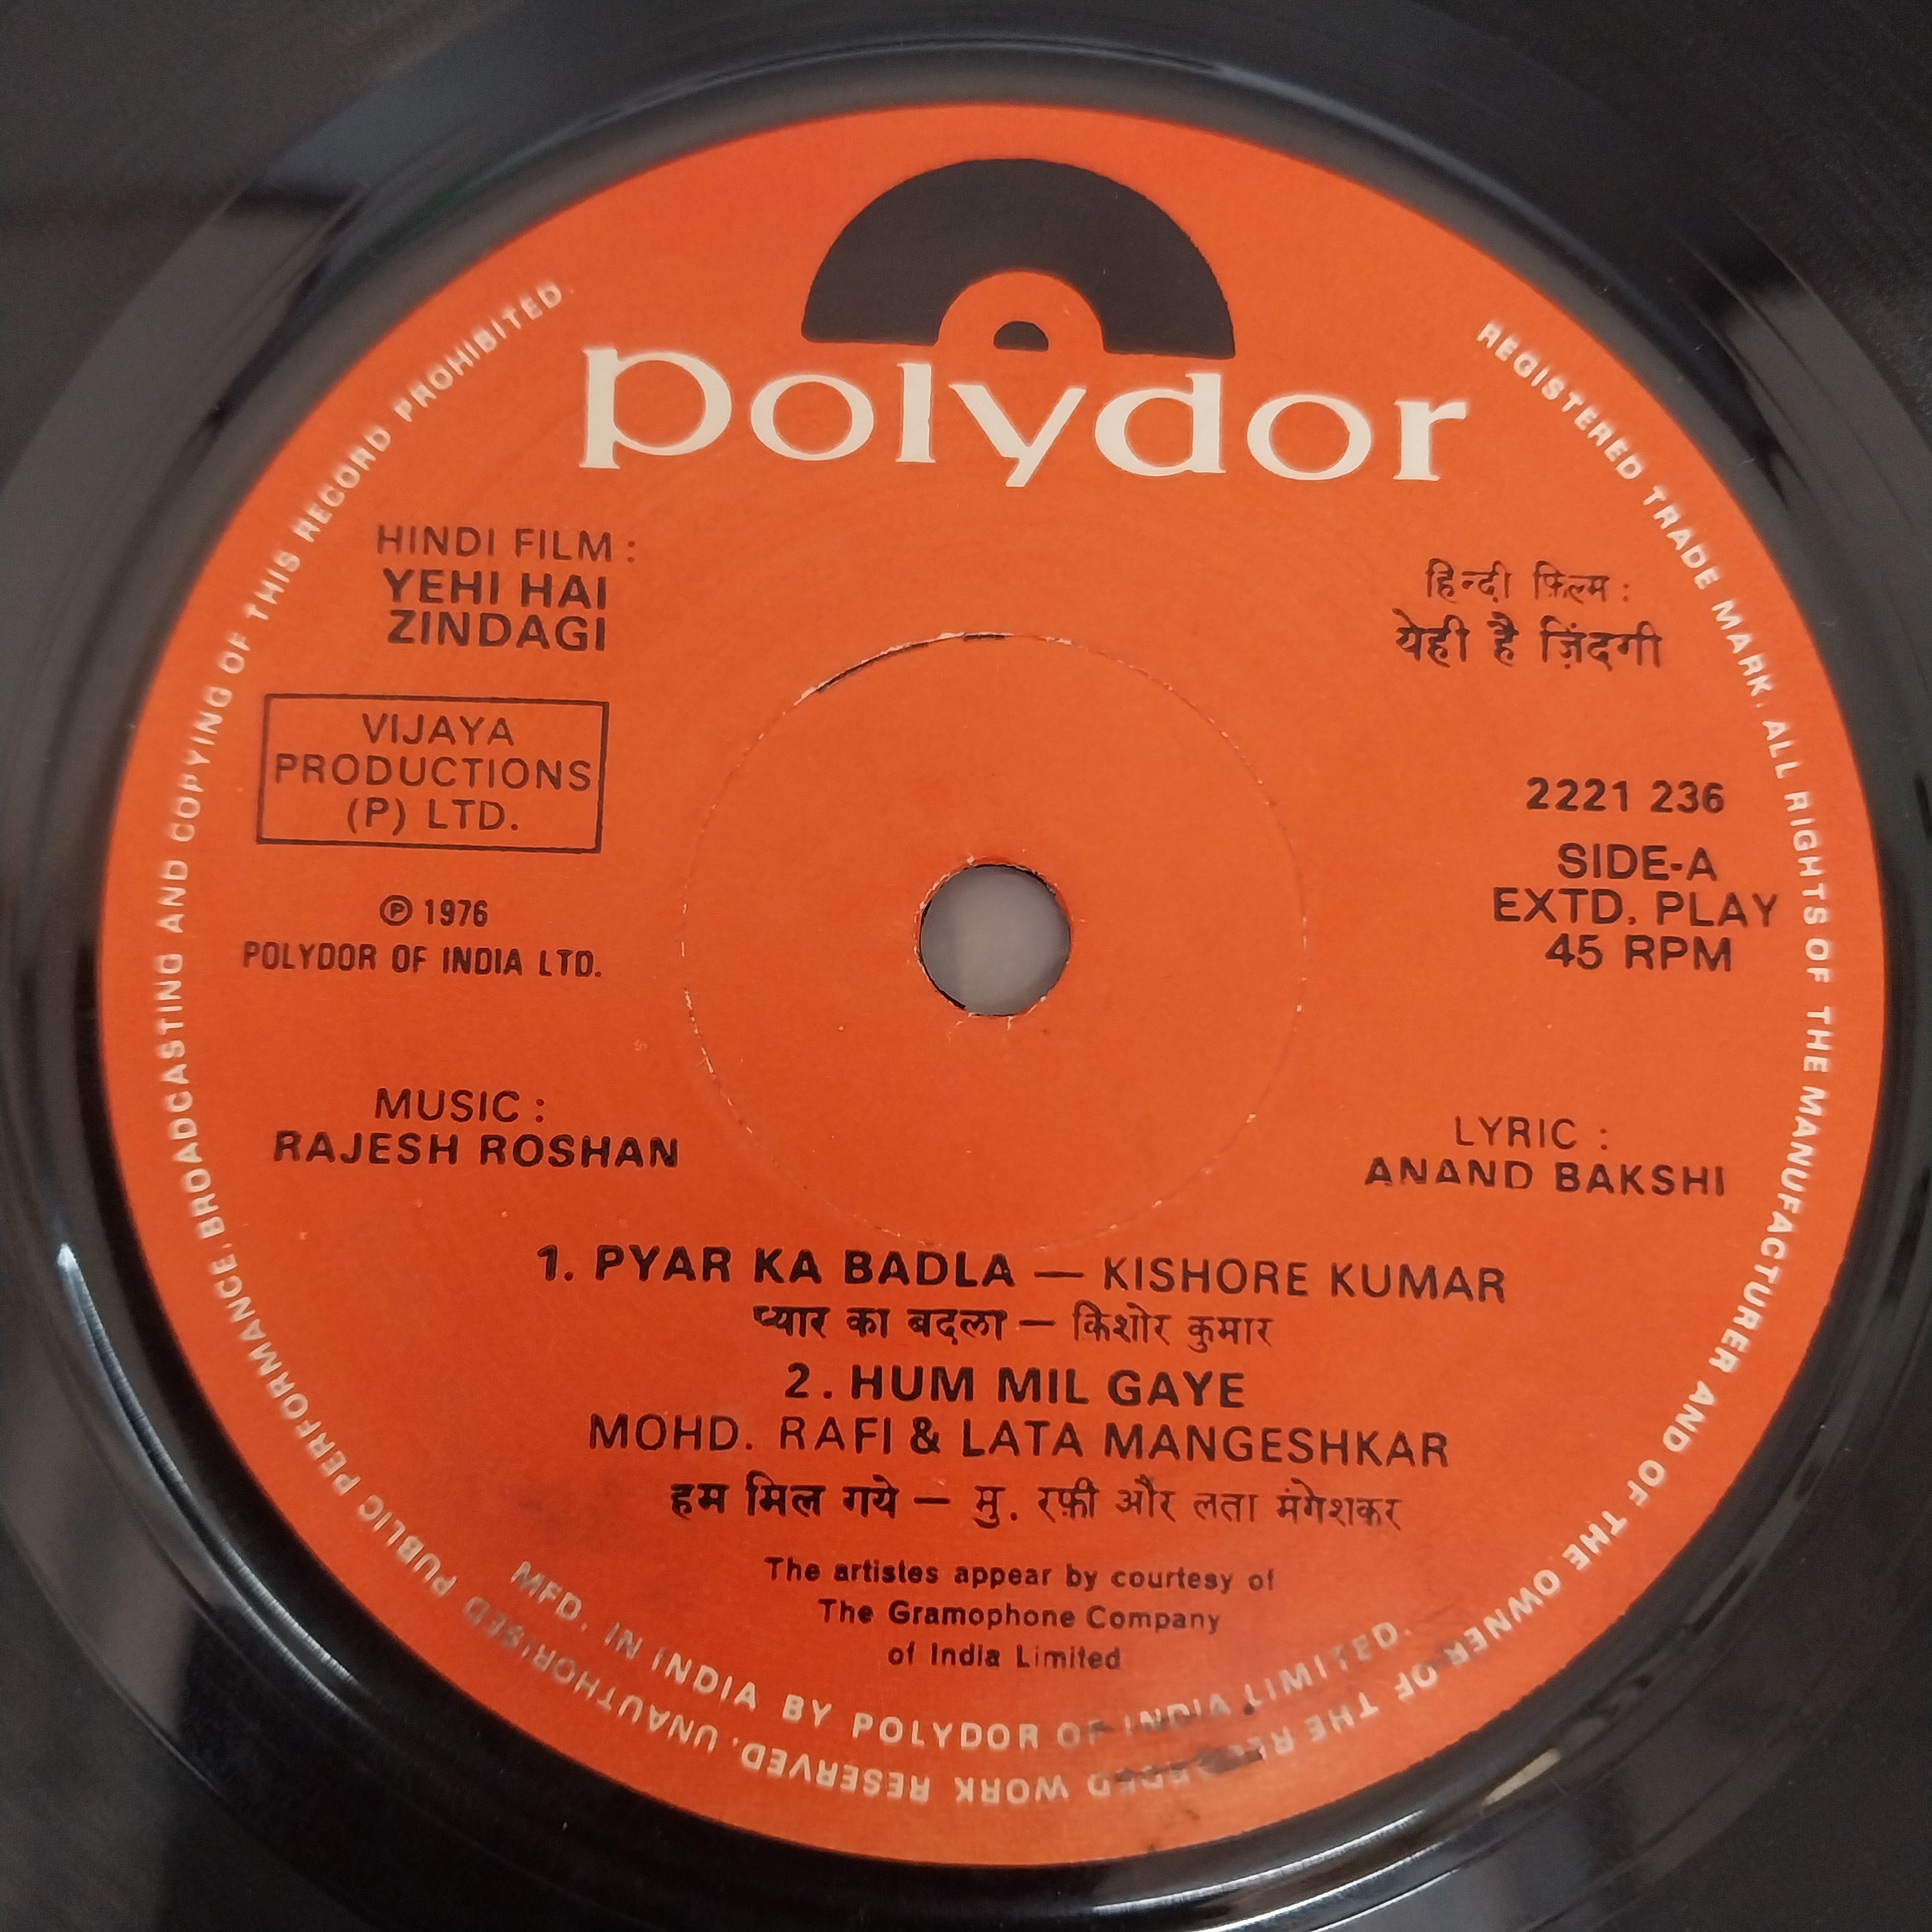 polydor
HINDI FILM :
YEHI HAI
ZINDAGI
हिन्दी फ़िल्म :
येही है ज़िंदगी
VIJAYA
PRODUCTIONS
(P) LTD.
2221 236
SIDE-A
EXTD. PLAY
45 RPM
Ⓟ 1976
POLYDOR OF INDIA LTD.
MUSIC :
RAJESH ROSHAN
LYRIC :
ANAND BAKSHI
1. PYAR KA BADLA — KISHORE KUMAR
प्यार का बदला — किशोर कुमार
2. HUM MIL GAYE
MOHD. RAFI & LATA MANGESHKAR
हम मिल गये — मु. रफ़ी और लता मंगेशकर
The artistes appear by courtesy of
The Gramophone Company
of India Limited
MFD. IN INDIA BY POLYDOR OF INDIA LIMITED.
REGISTERED TRADE MARK. ALL RIGHTS OF THE MANUFACTURER AND OF THE OWNER OF THE RECORDED WORK RESERVED. UNAUTHORISED PUBLIC PERFORMANCE, BROADCASTING AND COPYING OF THIS RECORD PROHIBITED.